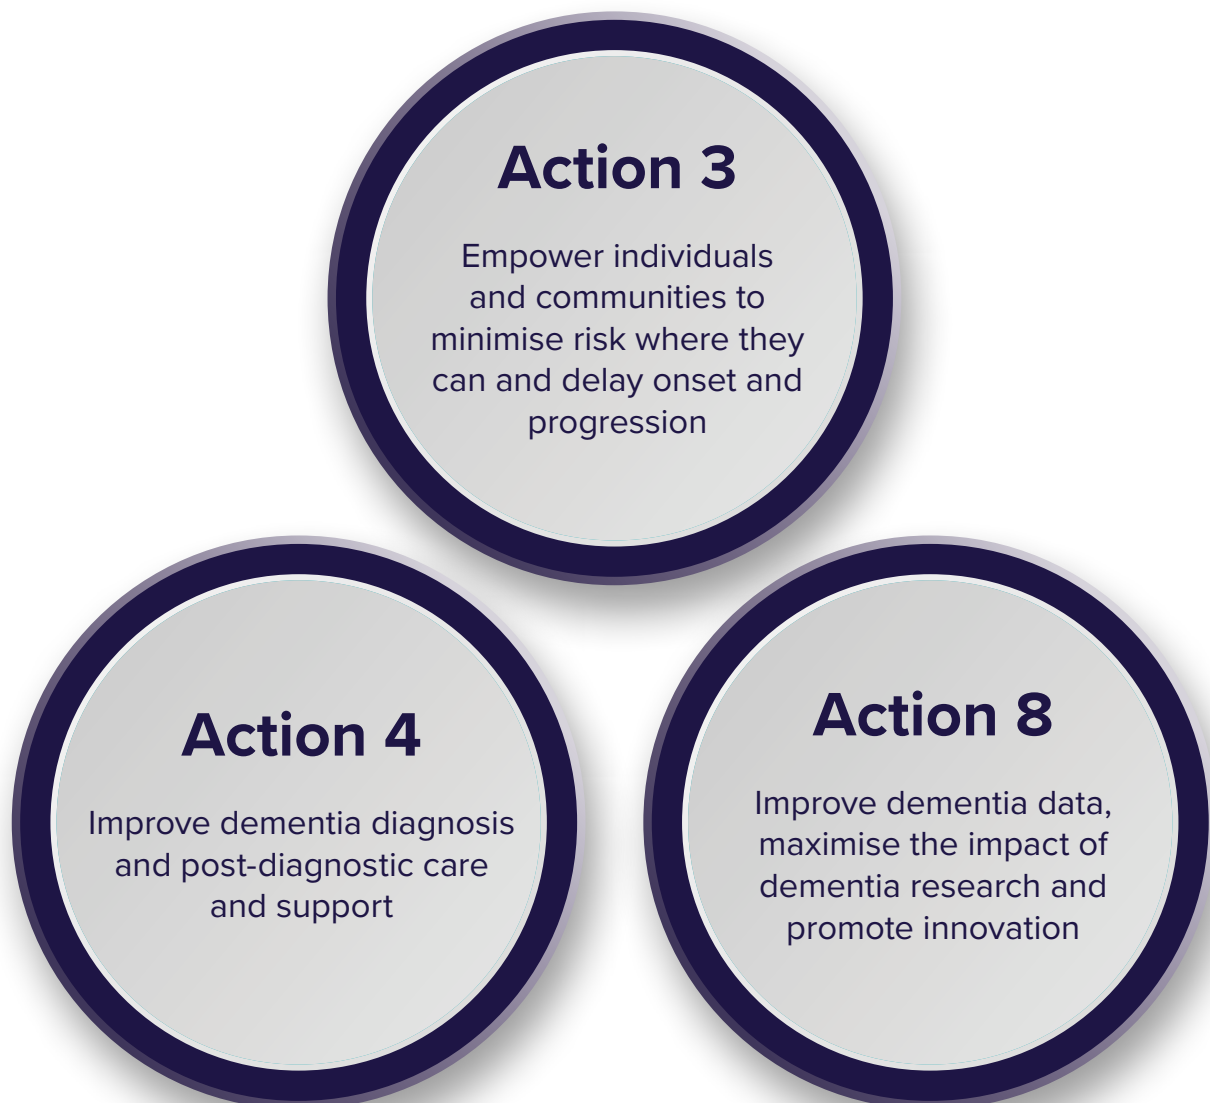 Action 3
Empower individuals
and communities to
minimise risk where they
can and delay onset and
progression
Action 4
Improve dementia diagnosis
and post-diagnostic care
and support
Action 8
Improve dementia data,
maximise the impact of
dementia research and
promote innovation